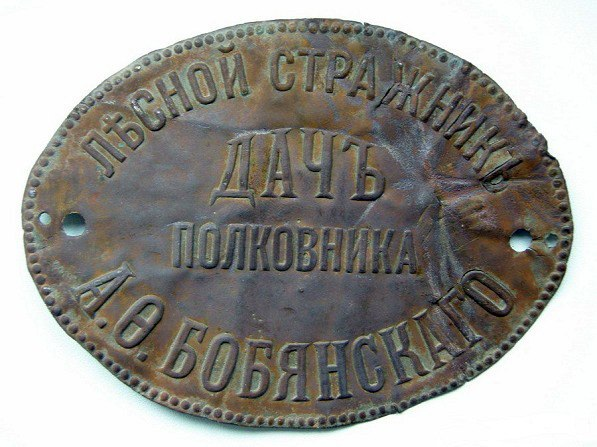 ЛѢСНОЙ СТРАЖНИКЪ
ДАЧЪ
ПОЛКОВНИКА
А.Ѳ.БОБЯНСКАГО